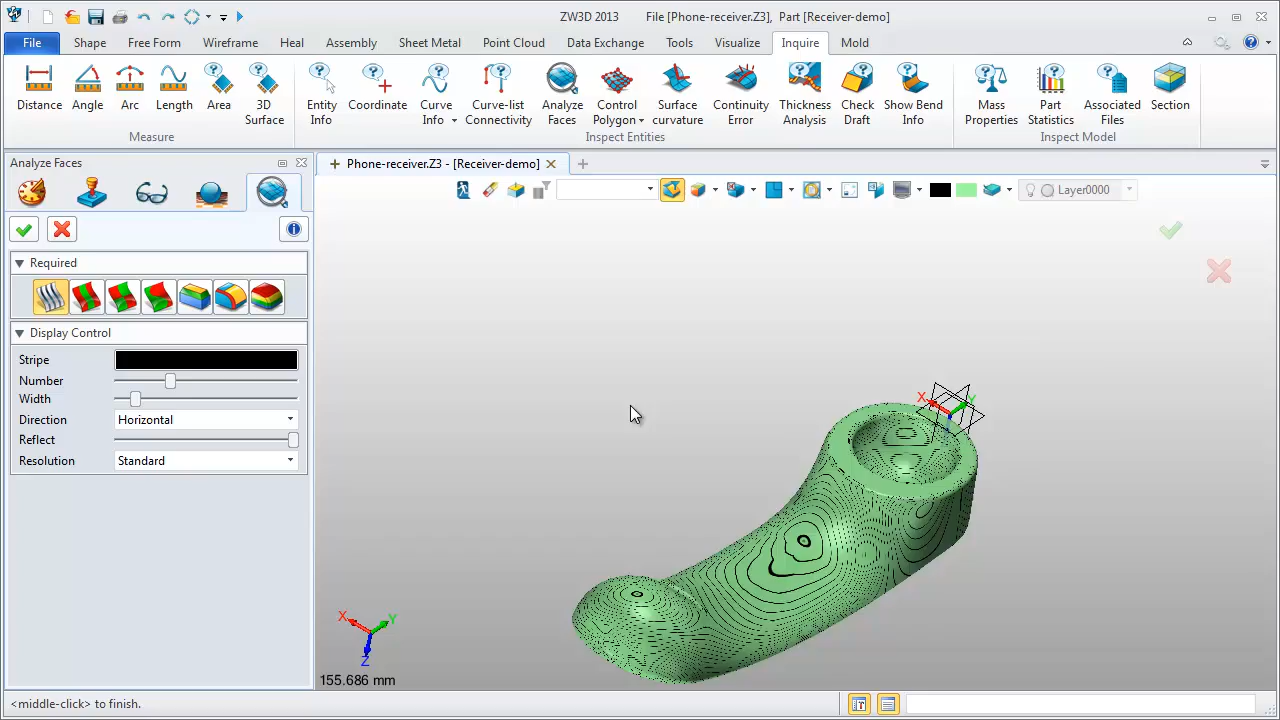 ZW3D 2013 File [Phone-receiver.Z3], Part [Receiver-demo]
File Shape Free Form Wireframe Heal Assembly Sheet Metal Point Cloud Data Exchange Tools Visualize Inquire Mold
Distance Angle Arc Length Area 3D Surface Entity Info Coordinate Curve Info Curve-list Connectivity Analyze Faces Control Polygon Surface curvature Continuity Error Thickness Analysis Check Draft Show Bend Info Mass Properties Part Statistics Associated Files Section
Measure Inspect Entities Inspect Model
Analyze Faces
Phone-receiver.Z3 - [Receiver-demo]
Layer0000
Required
Display Control
Stripe
Number
Width
Direction Horizontal
Reflect
Resolution Standard
X Y
X Y
Z
155.686 mm
<middle-click> to finish.